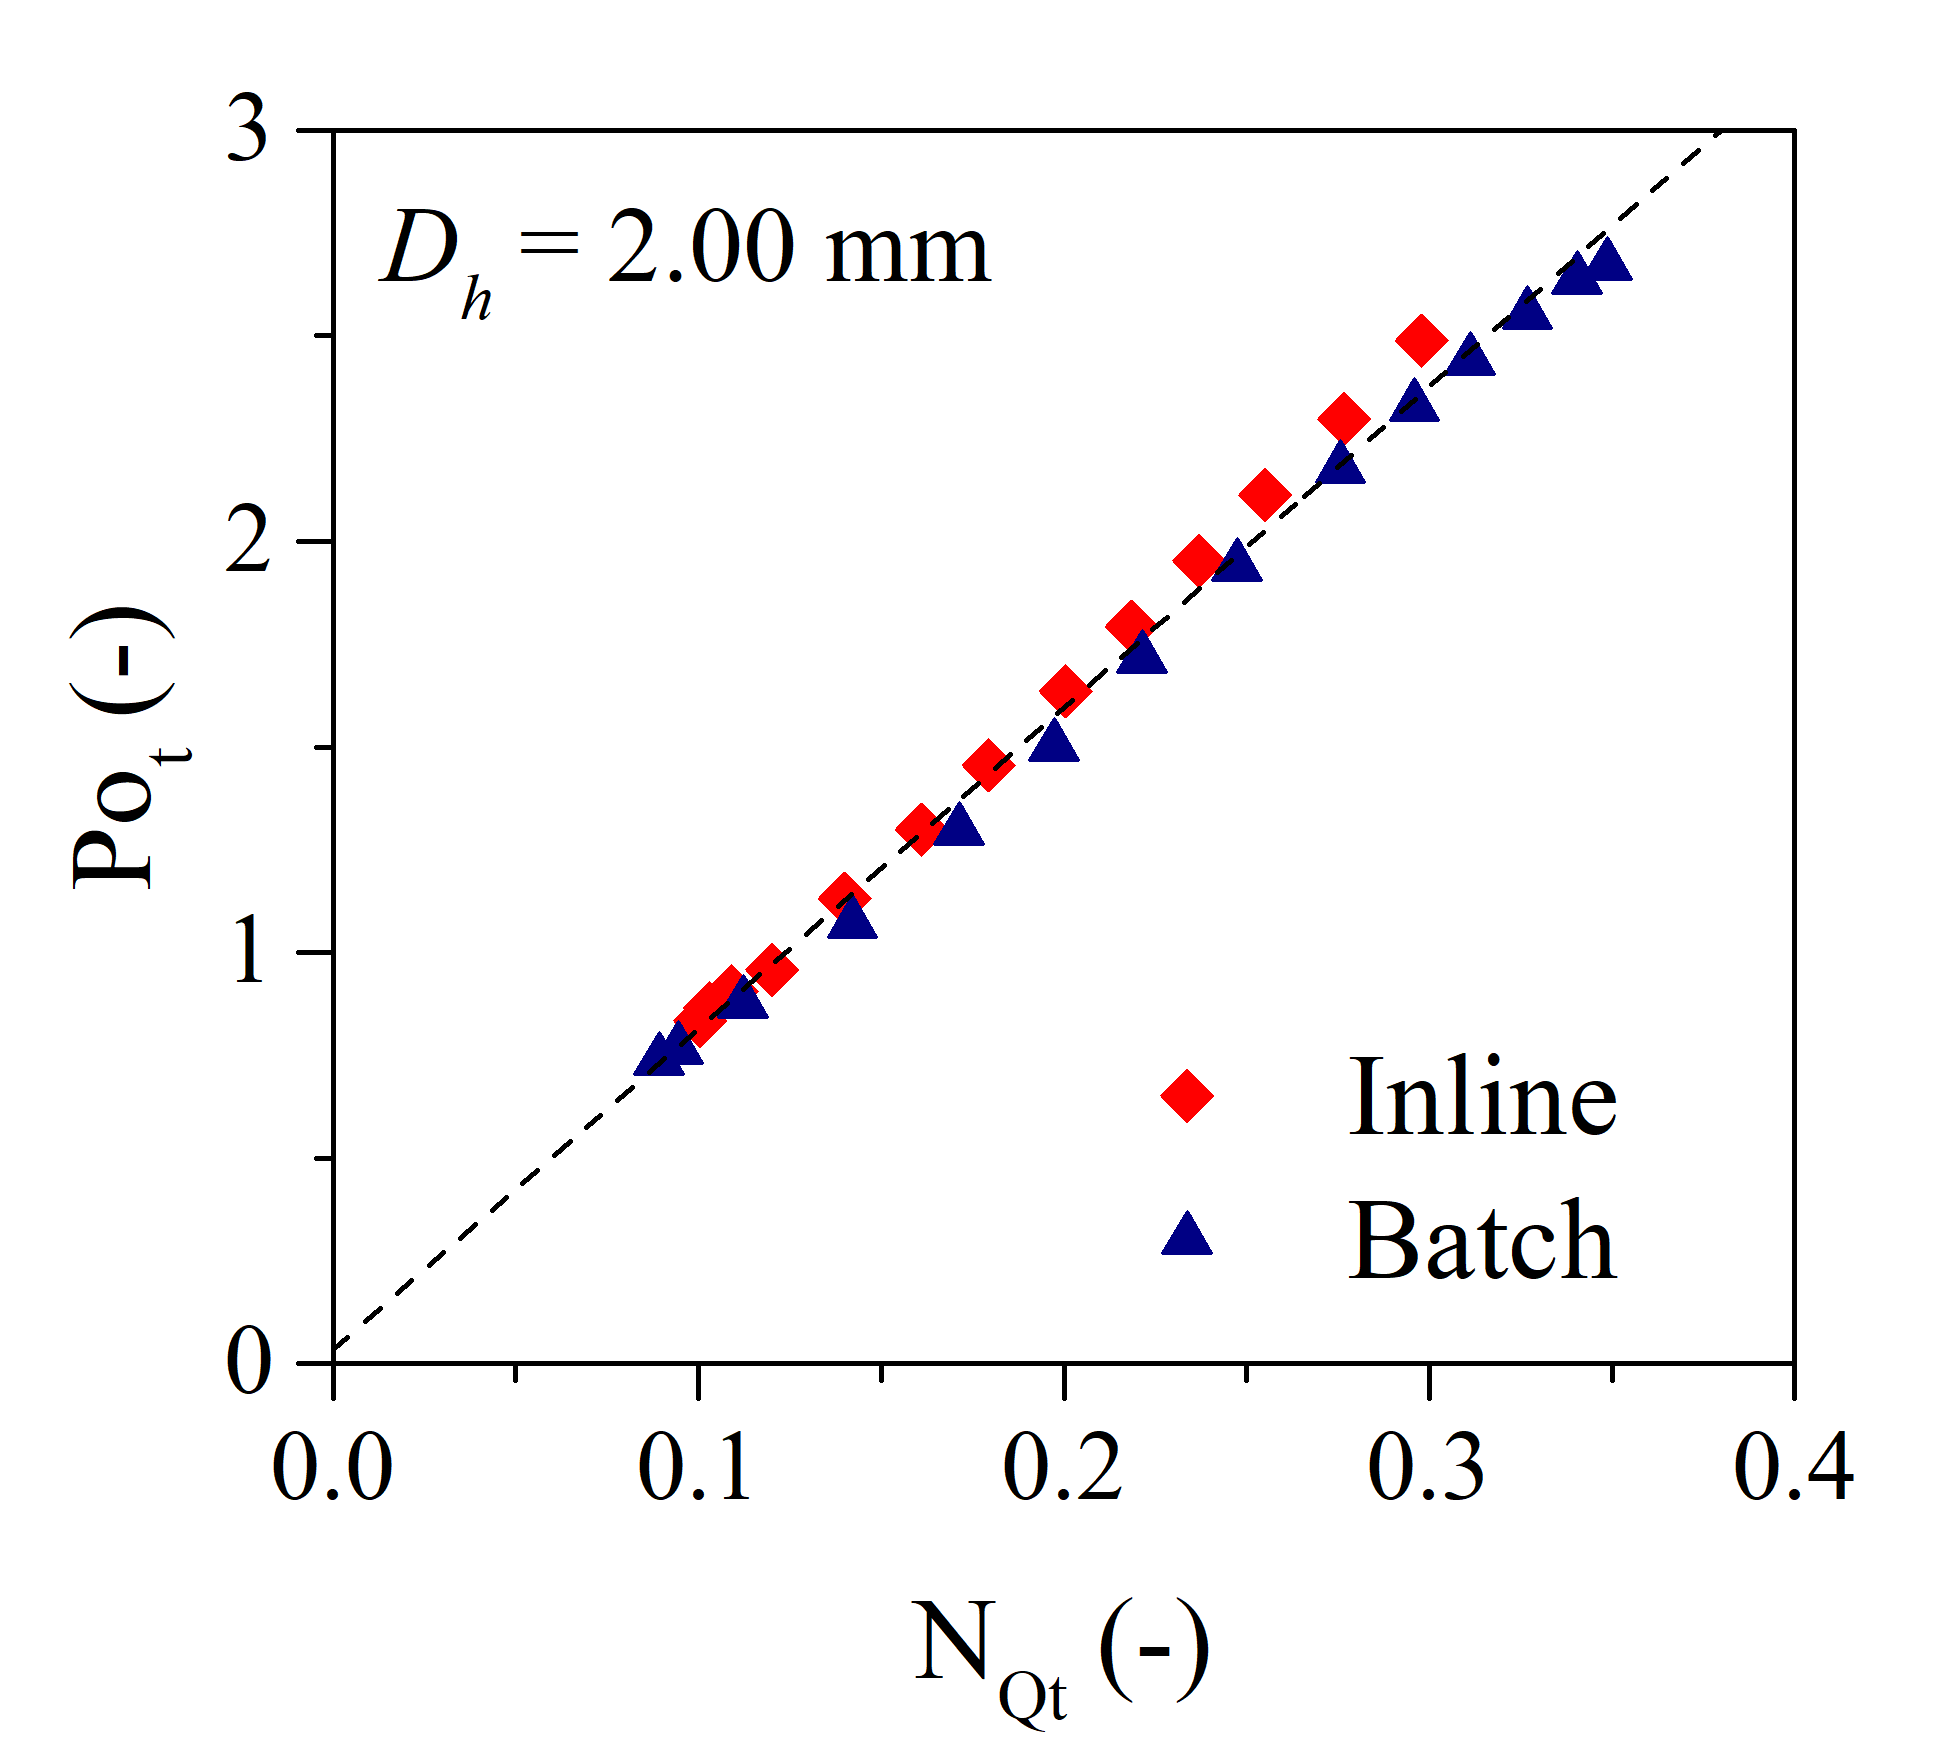 3
D_h = 2.00 mm
2
Po_t (-)
1
Inline
Batch
0
0.0 0.1 0.2 0.3 0.4
N_Qt (-)